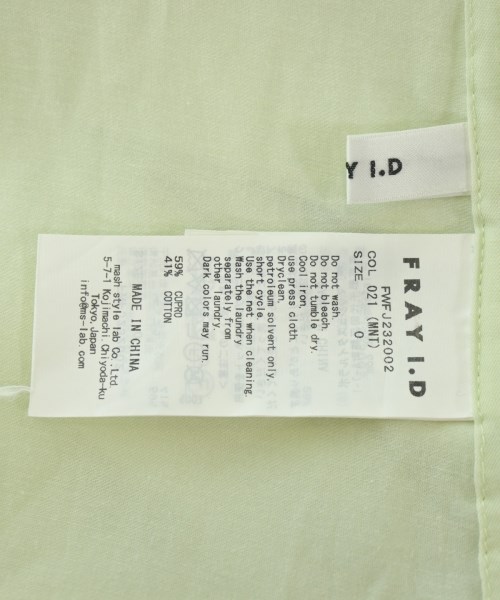 Y I.D
FRAY I.D
FWFJ232002
COL 021 (MNT)
SIZE 0
Do not wash.
Do not bleach.
Do not tumble dry.
Cool iron.
use press cloth.
Dryclean
petroleum solvent only,
short cycle.
Use the net when cleaning.
Wash the laundry
separately from
other laundry.
Dark colors may run.
59% CUPRO
41% COTTON
MADE IN CHINA
mash style lab Co.,Ltd.
5-7-1 Kojimachi,Chiyoda-ku
Tokyo,Japan
info@ms-lab.com